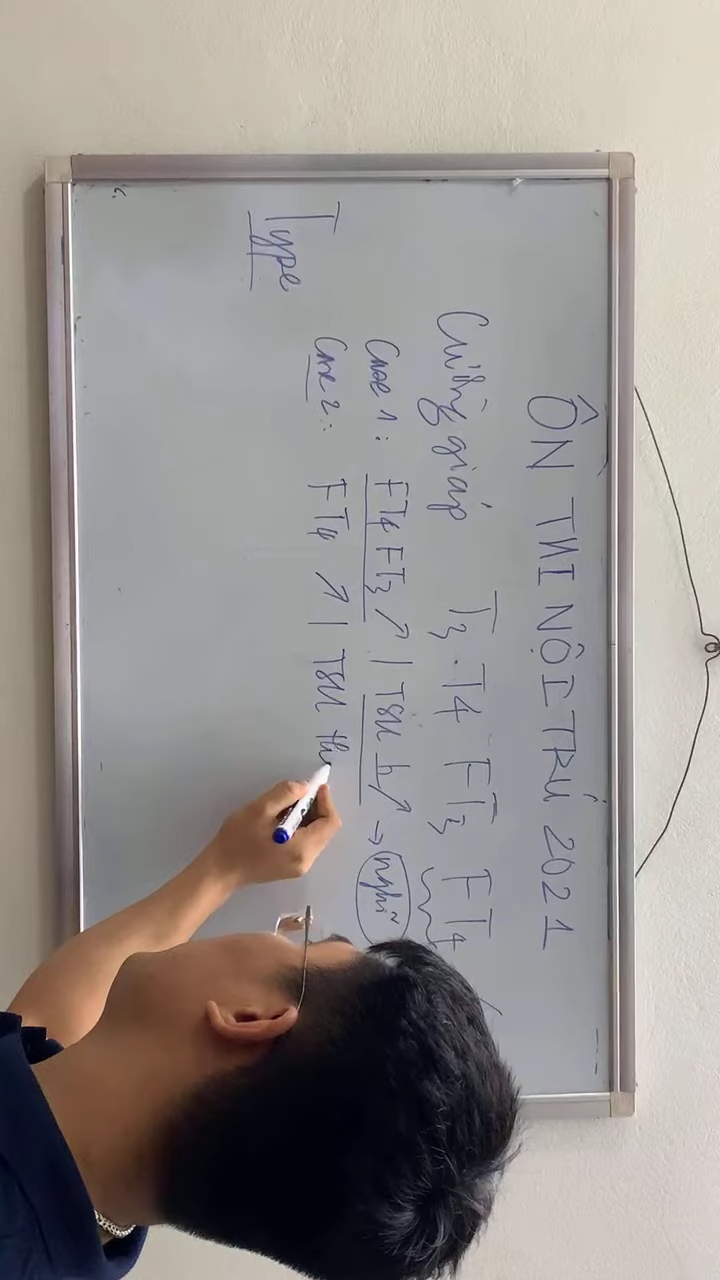 ÔN THI NỘI TRÚ 2021
Cường giáp T3 T4 FT3 FT4
Case 1: FT4 FT3 ↗ | TSH b/↗ → nghĩ
Case 2: FT4 ↗ | TSH th
Type